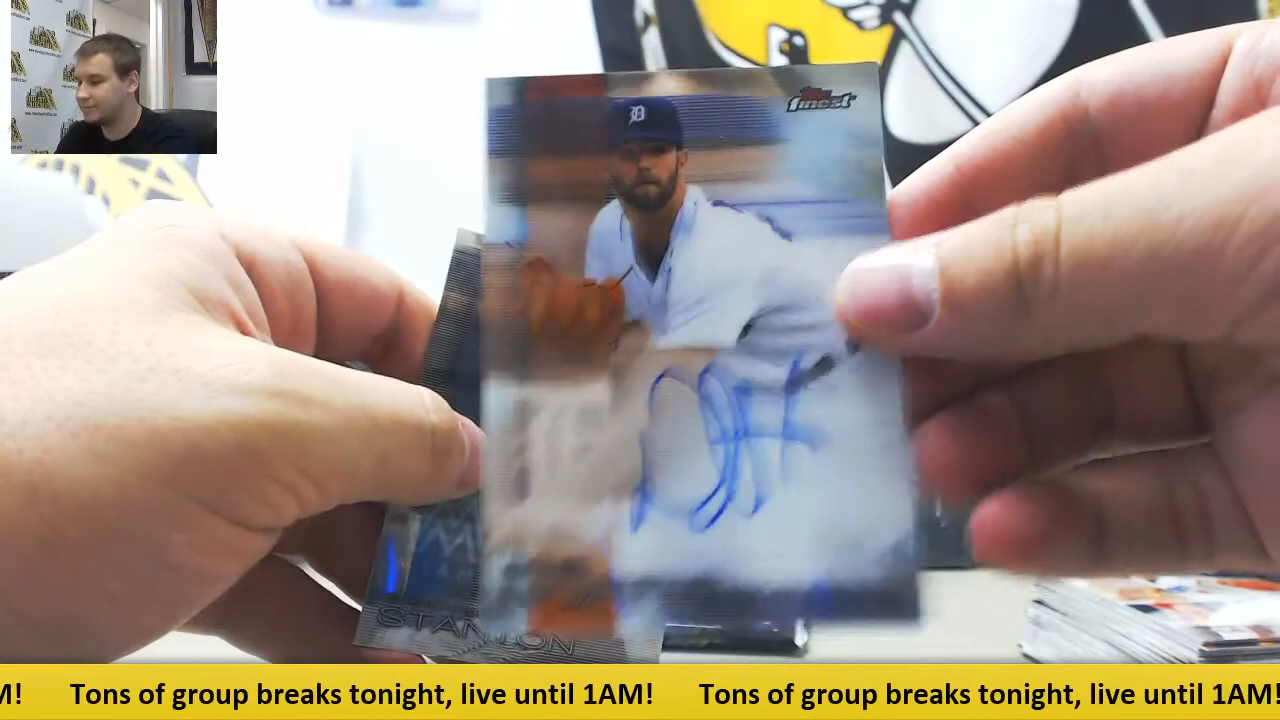 D
Topps
finest
STANTON
M! Tons of group breaks tonight, live until 1AM! Tons of group breaks tonight, live until 1AM!